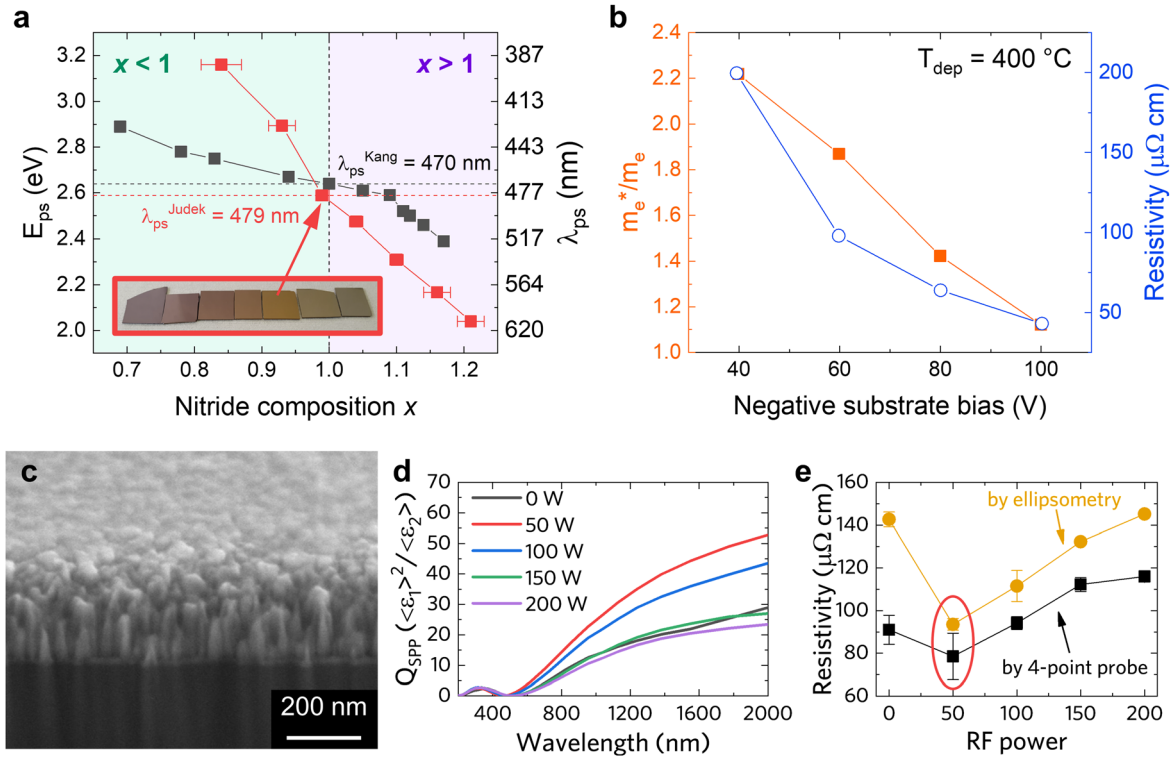 a
x < 1
x > 1
3.2
3.0
2.8
2.6
2.4
2.2
2.0
E_ps (eV)
387
413
443
477
517
564
620
λ_ps (nm)
λ_ps^Kang = 470 nm
λ_ps^Judek = 479 nm
0.7
0.8
0.9
1.0
1.1
1.2
Nitride composition x
b
T_dep = 400 °C
2.4
2.2
2.0
1.8
1.6
1.4
1.2
1.0
m_e*/m_e
200
150
100
50
Resistivity (μΩ cm)
40
60
80
100
Negative substrate bias (V)
c
200 nm
d
70
60
50
40
30
20
10
0
Q_SPP (<ε₁>²/<ε₂>)
0 W
50 W
100 W
150 W
200 W
400
800
1200
1600
2000
Wavelength (nm)
e
160
140
120
100
80
60
Resistivity (μΩ cm)
by ellipsometry
by 4-point probe
0
50
100
150
200
RF power